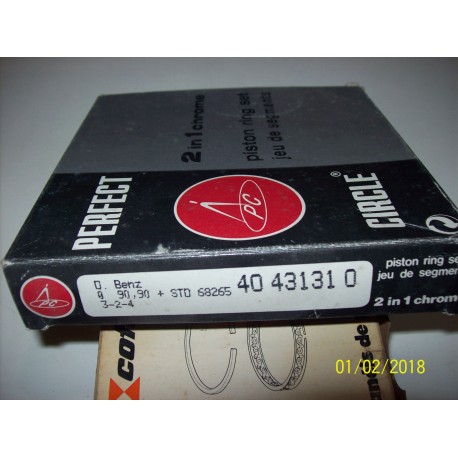 2 in 1 chrome
piston ring set
jeu de segments
PERFECT
PC
CIRCLE
®
PC
D. Benz
ø 90,90 + STD 68265
3-2-4
40 43131 0
piston ring se
jeu de segmen
2 in 1 chrom
cof
01/02/2018